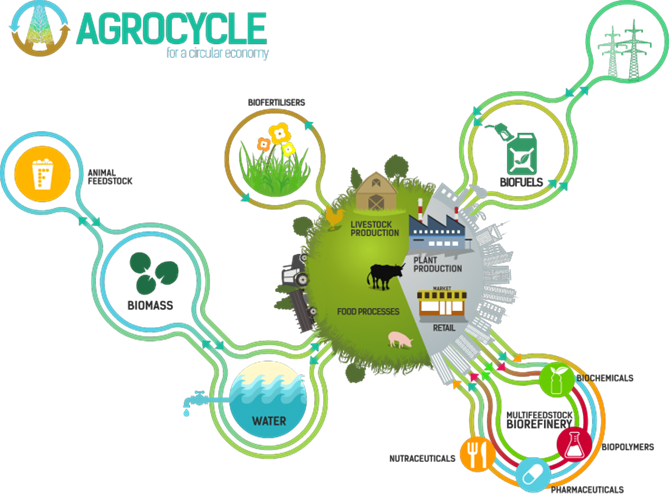 AGROCYCLE
for a circular economy
BIOFERTILISERS
ANIMAL
FEEDSTOCK
BIOFUELS
LIVESTOCK
PRODUCTION
PLANT
PRODUCTION
BIOMASS
MARKET
FOOD PROCESSES
RETAIL
WATER
BIOCHEMICALS
MULTIFEEDSTOCK
BIOREFINERY
BIOPOLYMERS
NUTRACEUTICALS
PHARMACEUTICALS